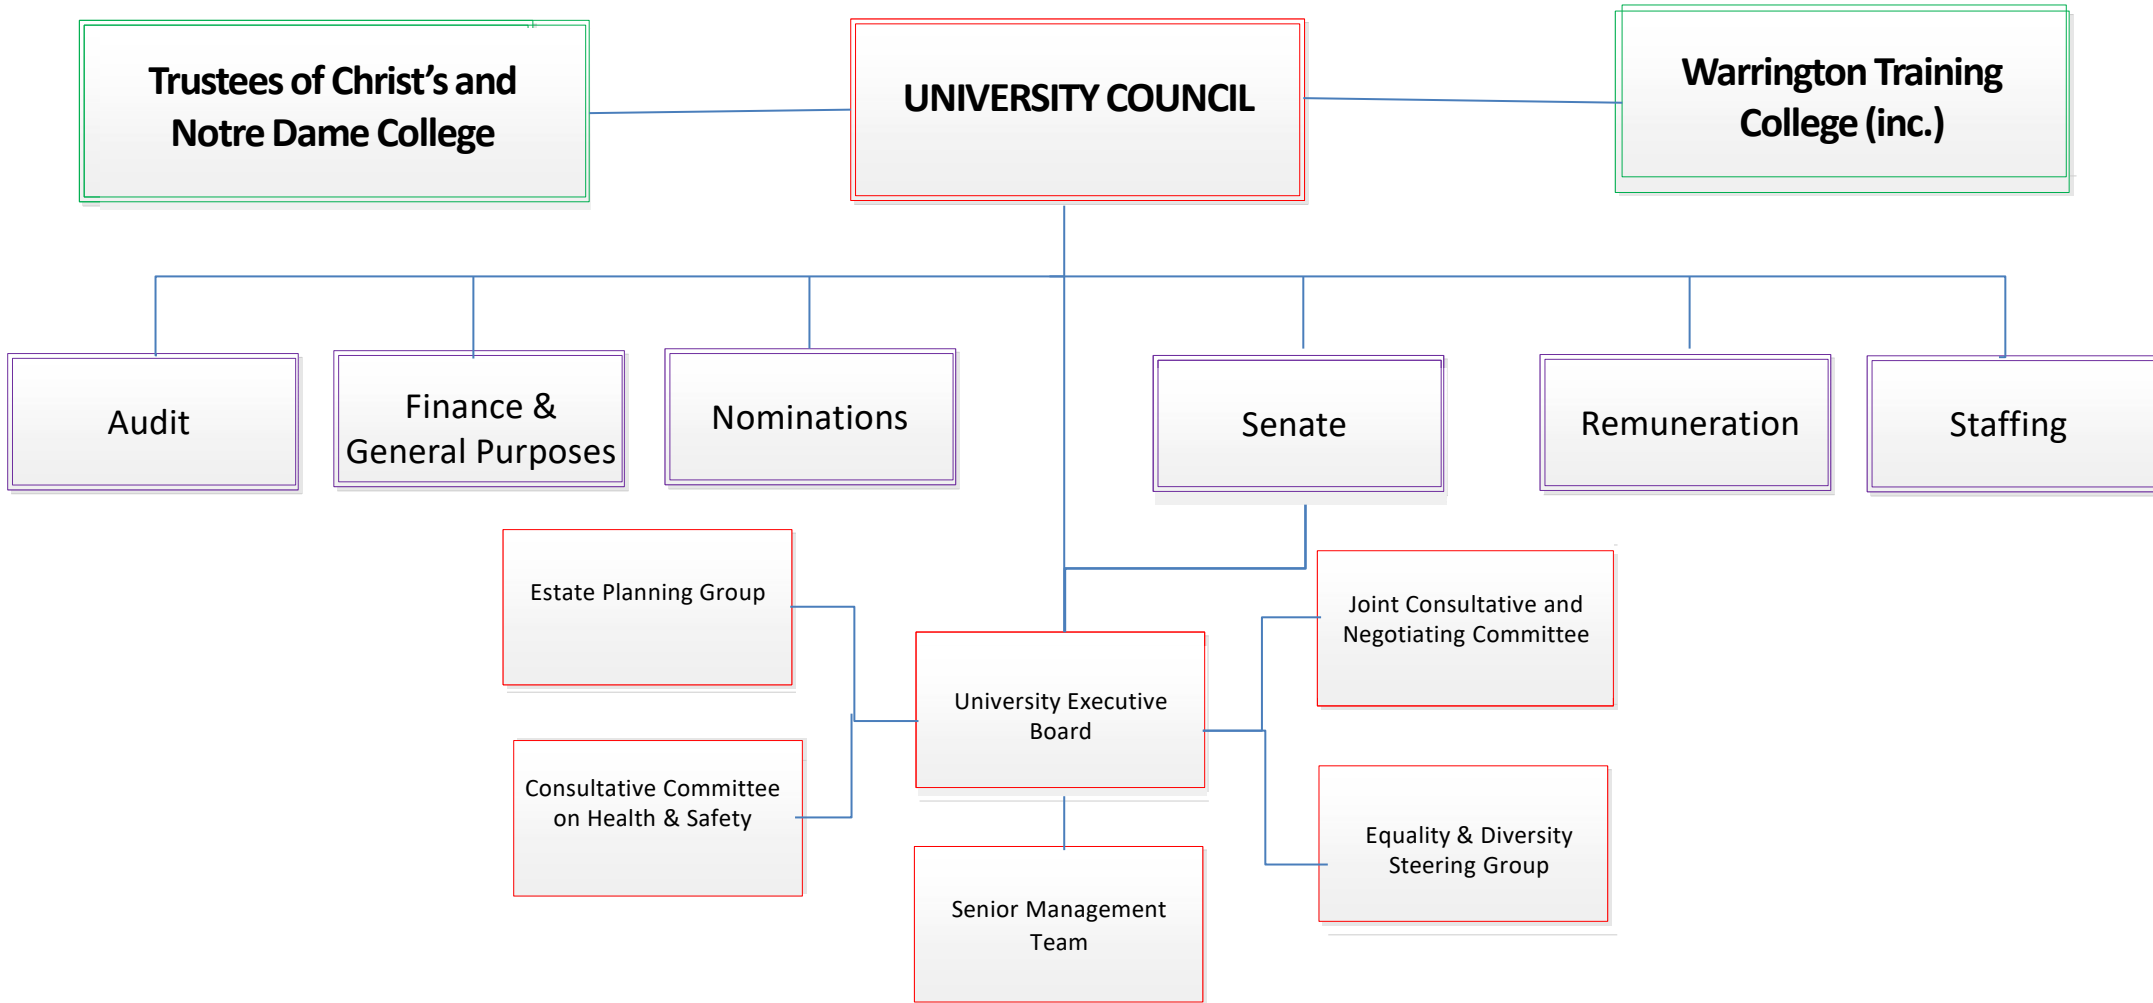 Trustees of Christ's and
Notre Dame College
UNIVERSITY COUNCIL
Warrington Training
College (inc.)
Audit
Finance &
General Purposes
Nominations
Senate
Remuneration
Staffing
Estate Planning Group
Joint Consultative and
Negotiating Committee
University Executive
Board
Consultative Committee
on Health & Safety
Equality & Diversity
Steering Group
Senior Management
Team